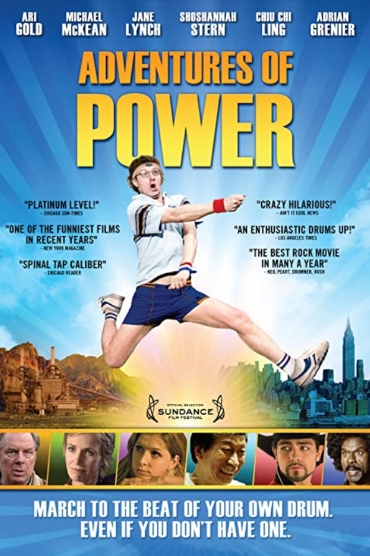 ARI MICHAEL JANE SHOSHANNAH CHIU CHI ADRIAN
GOLD McKEAN LYNCH STERN LING GRENIER
ADVENTURES OF
POWER
"PLATINUM LEVEL!"
- CHICAGO SUN-TIMES
"ONE OF THE FUNNIEST FILMS
IN RECENT YEARS"
- NEW YORK MAGAZINE
"SPINAL TAP CALIBER"
- CHICAGO READER
"CRAZY HILARIOUS!"
- AIN'T IT COOL NEWS
"AN ENTHUSIASTIC DRUMS UP!"
- LOS ANGELES TIMES
"THE BEST ROCK MOVIE
IN MANY A YEAR"
- NEIL PEART, DRUMMER, RUSH
OFFICIAL SELECTION
SUNDANCE
FILM FESTIVAL
MARCH TO THE BEAT OF YOUR OWN DRUM.
EVEN IF YOU DON'T HAVE ONE.